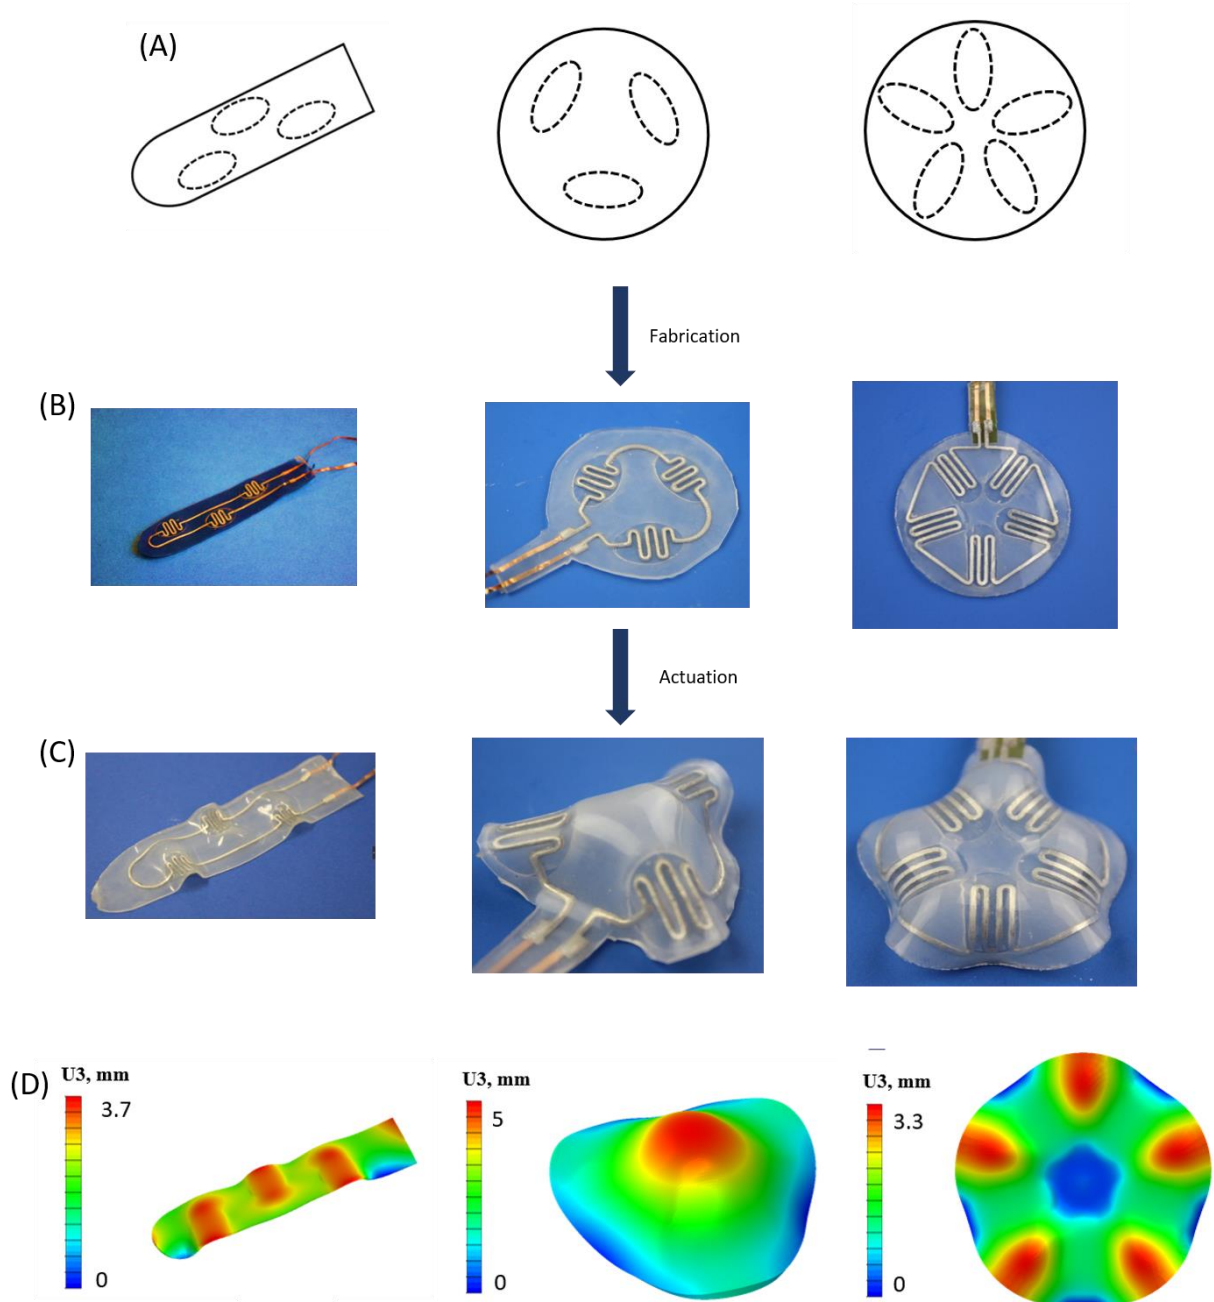 (A)
Fabrication
(B)
Actuation
(C)
(D)
U3, mm
3.7
0
U3, mm
5
0
U3, mm
3.3
0